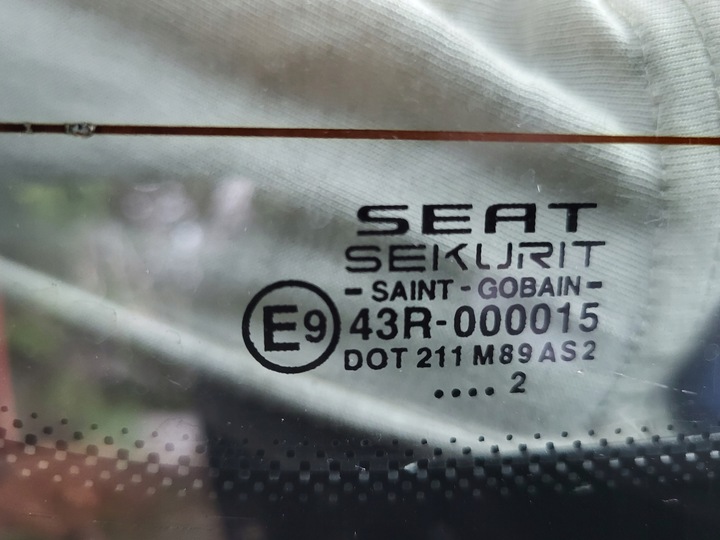 SEAT
SEKURIT
- SAINT - GOBAIN -
E9 43R-000015
DOT 211 M89 AS2
.... 2